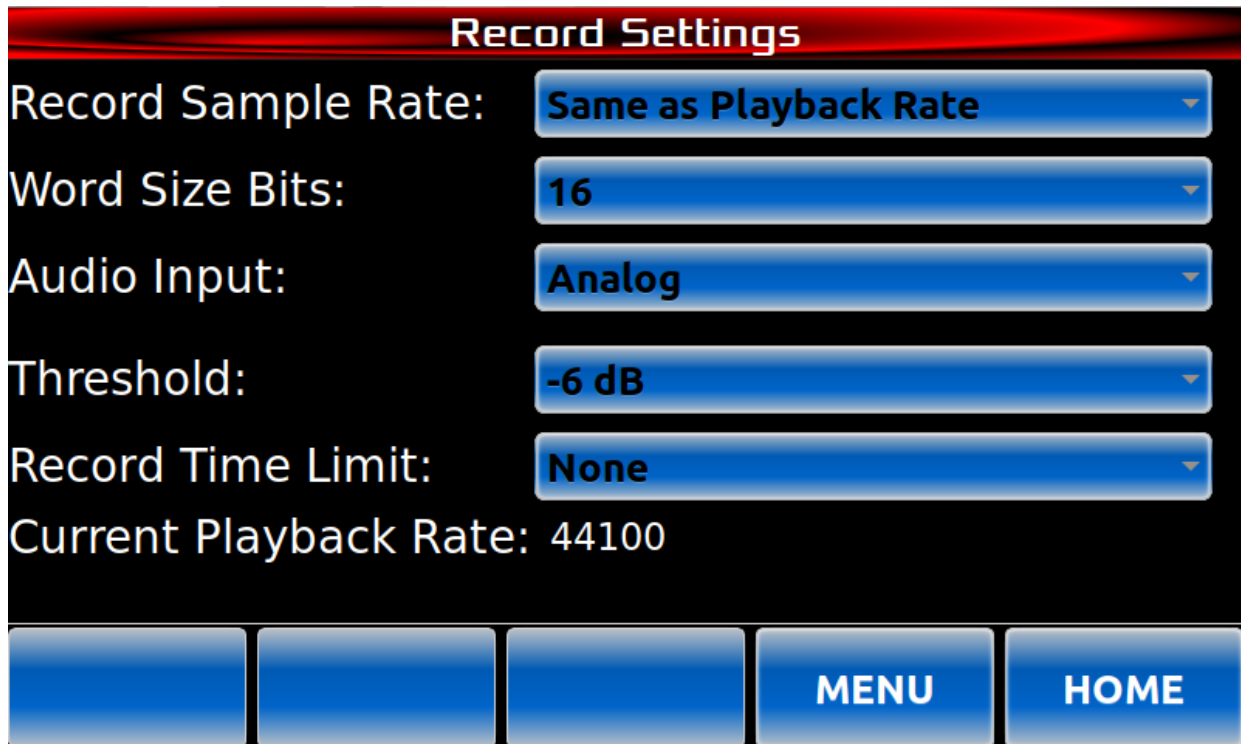 Record Settings
Record Sample Rate: Same as Playback Rate
Word Size Bits: 16
Audio Input: Analog
Threshold: -6 dB
Record Time Limit: None
Current Playback Rate: 44100
MENU HOME